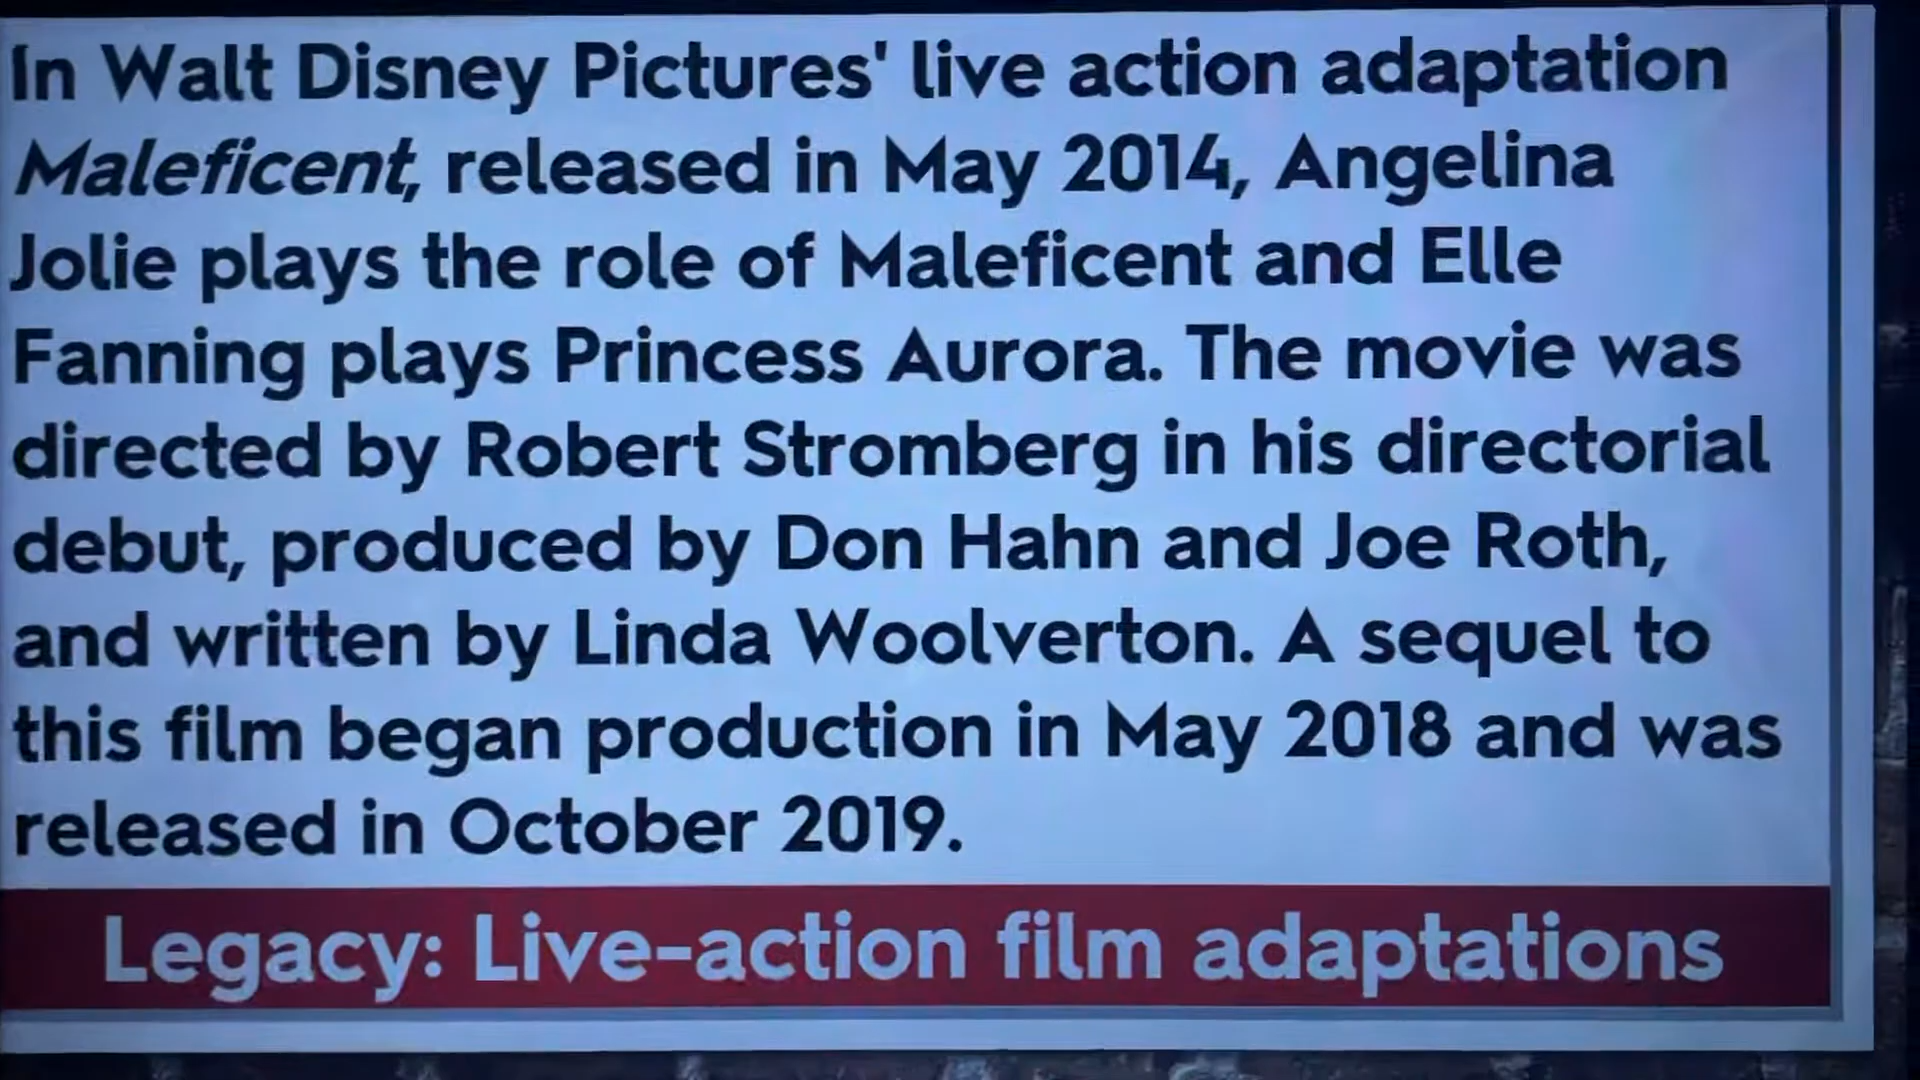 In Walt Disney Pictures' live action adaptation
Maleficent, released in May 2014, Angelina
Jolie plays the role of Maleficent and Elle
Fanning plays Princess Aurora. The movie was
directed by Robert Stromberg in his directorial
debut, produced by Don Hahn and Joe Roth,
and written by Linda Woolverton. A sequel to
this film began production in May 2018 and was
released in October 2019.
Legacy: Live-action film adaptations